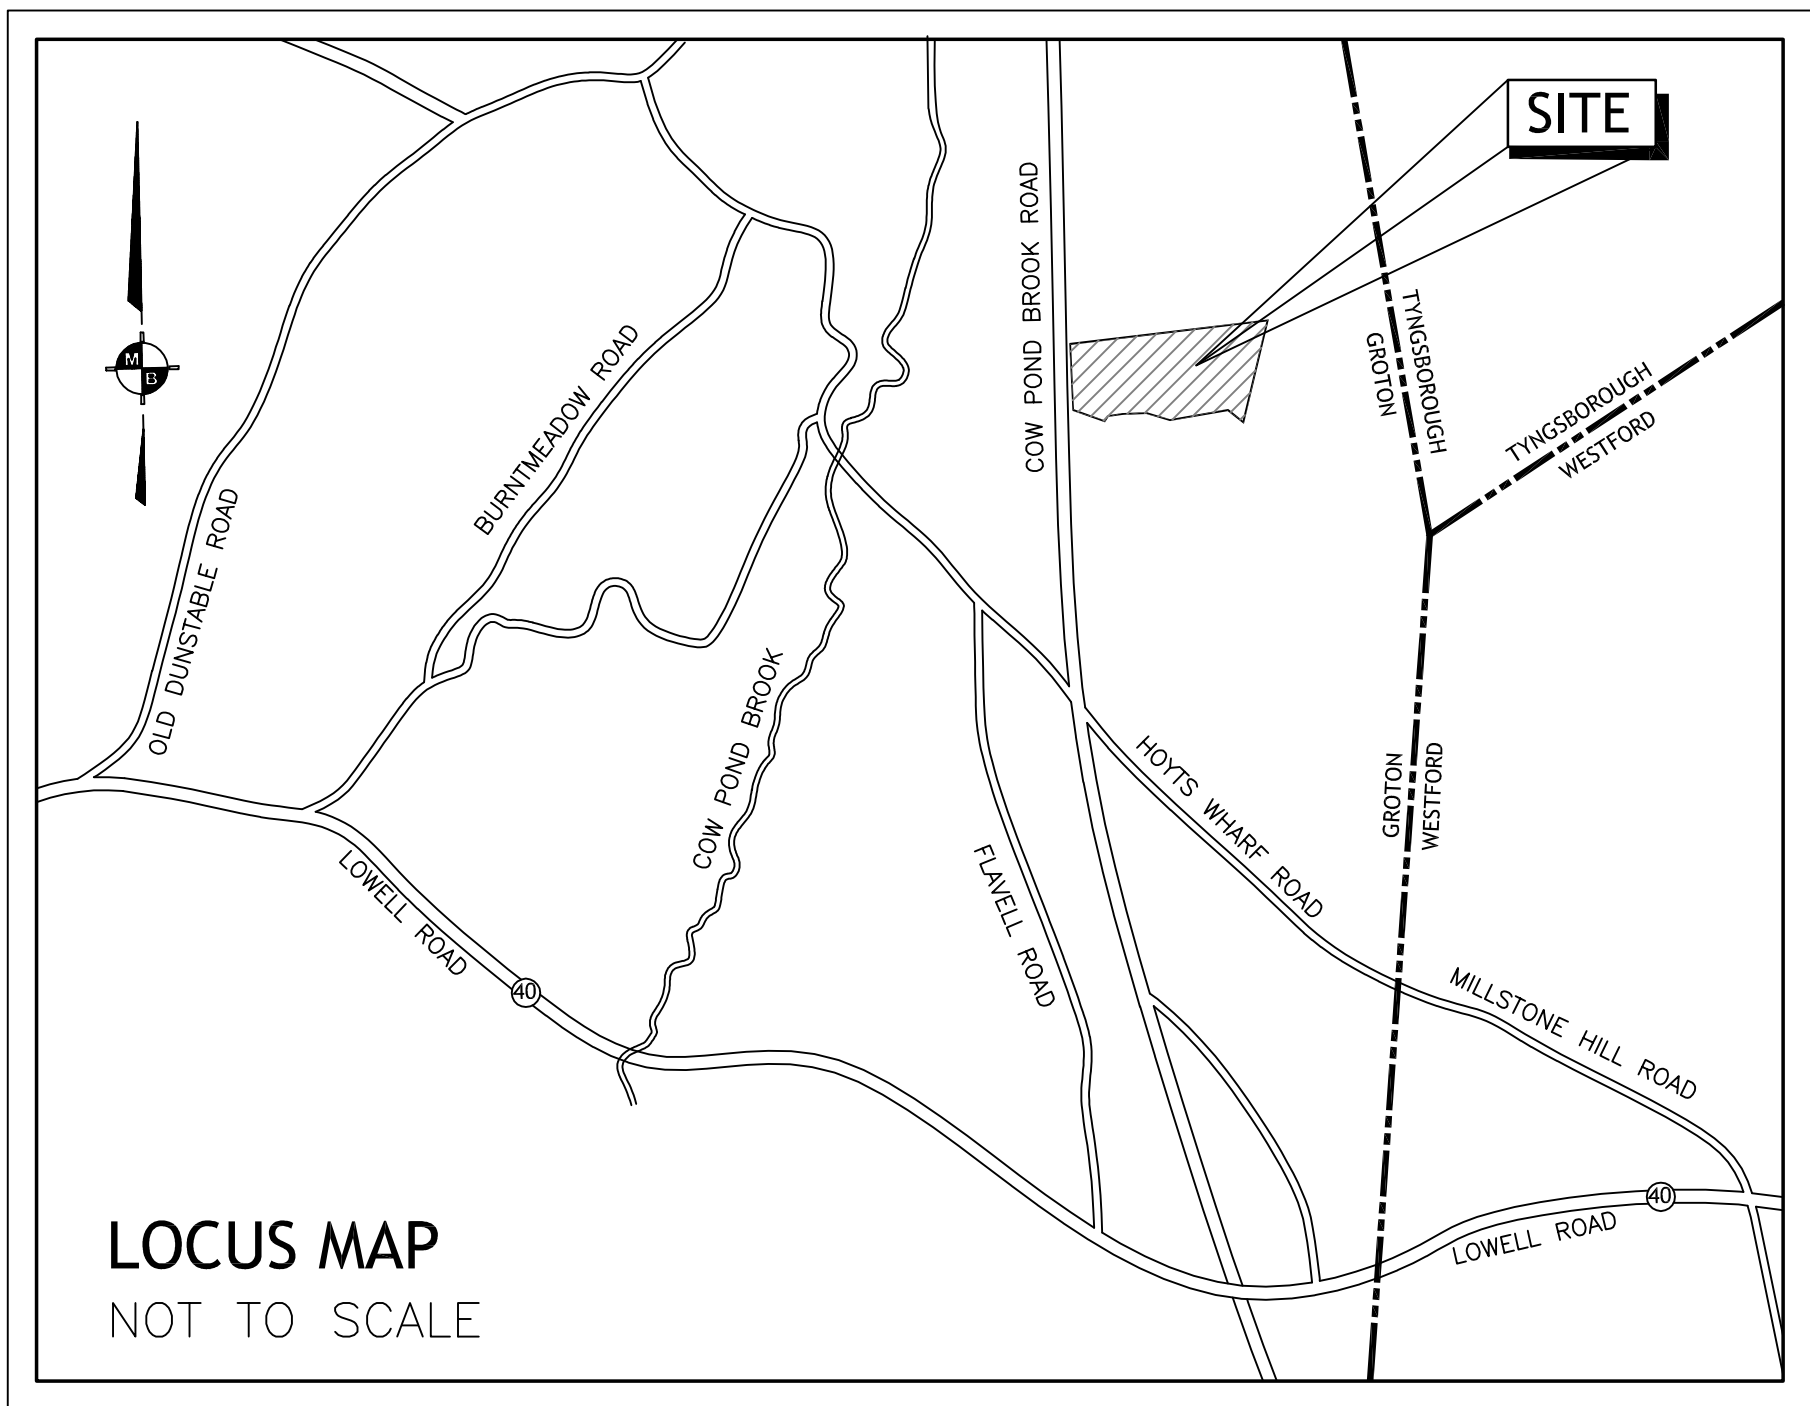 SITE
COW POND BROOK ROAD
TYNGSBOROUGH
GROTON
TYNGSBOROUGH
WESTFORD
M
B
BURNTMEADOW ROAD
OLD DUNSTABLE ROAD
COW POND BROOK
HOYTS WHARF ROAD
GROTON
WESTFORD
FLAVELL ROAD
LOWELL ROAD
40
MILLSTONE HILL ROAD
40
LOWELL ROAD
LOCUS MAP
NOT TO SCALE